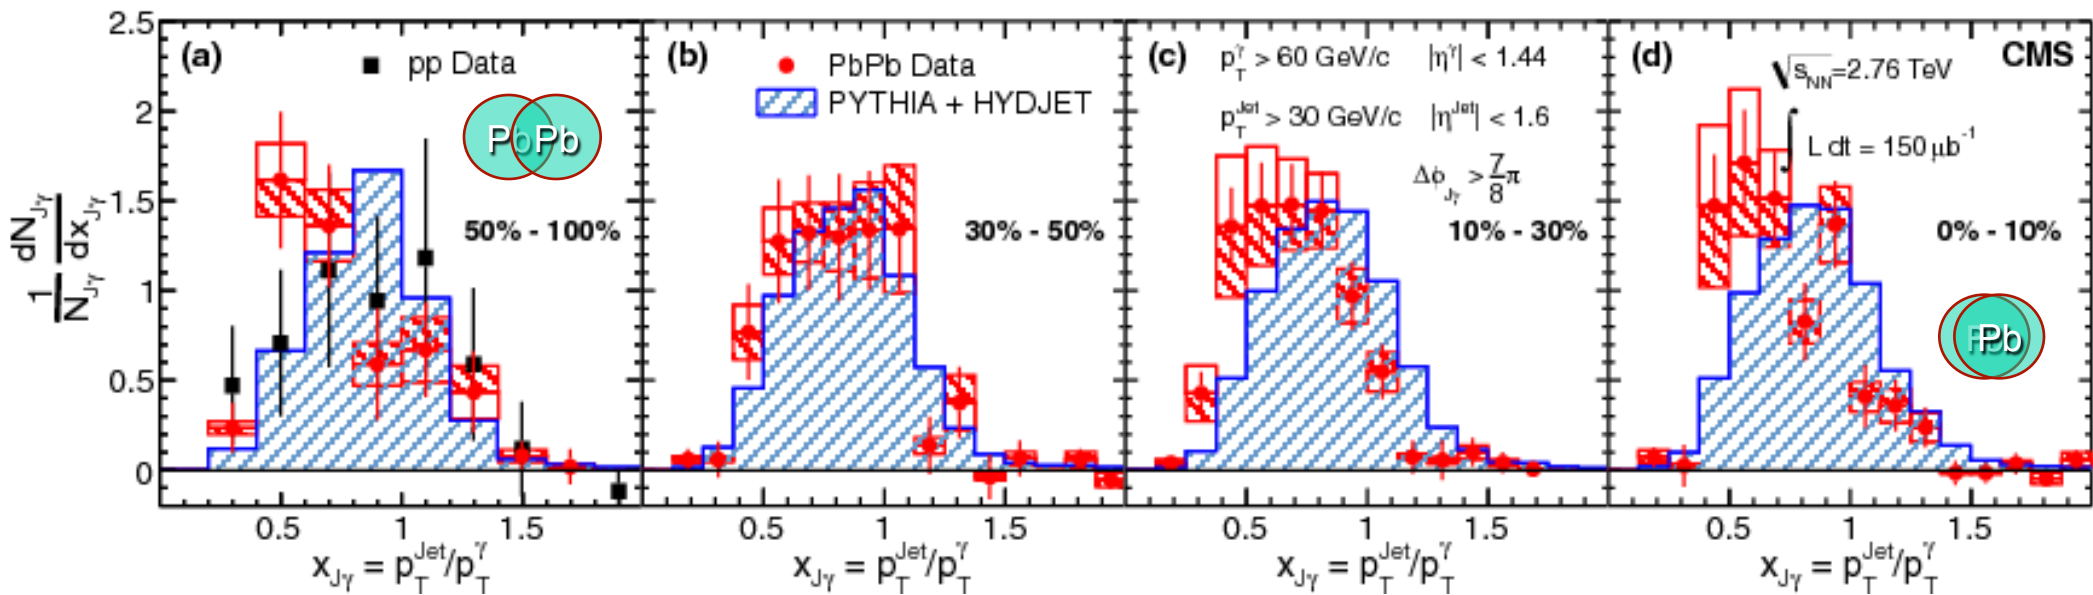 2.5
2
1.5
1
0.5
0
1/N_Jγ dN_Jγ/dx_Jγ
(a)
pp Data
Pb Pb
50% - 100%
0.5 1 1.5
x_Jγ = p_T^Jet/p_T^γ
(b)
PbPb Data
PYTHIA + HYDJET
30% - 50%
0.5 1 1.5
x_Jγ = p_T^Jet/p_T^γ
(c)
p_T^γ > 60 GeV/c |η^γ| < 1.44
p_T^Jet > 30 GeV/c |η^Jet| < 1.6
Δϕ_Jγ > 7/8 π
10% - 30%
0.5 1 1.5
x_Jγ = p_T^Jet/p_T^γ
(d) CMS
√s_NN=2.76 TeV
∫ L dt = 150 μb^-1
0% - 10%
Pb
0.5 1 1.5
x_Jγ = p_T^Jet/p_T^γ